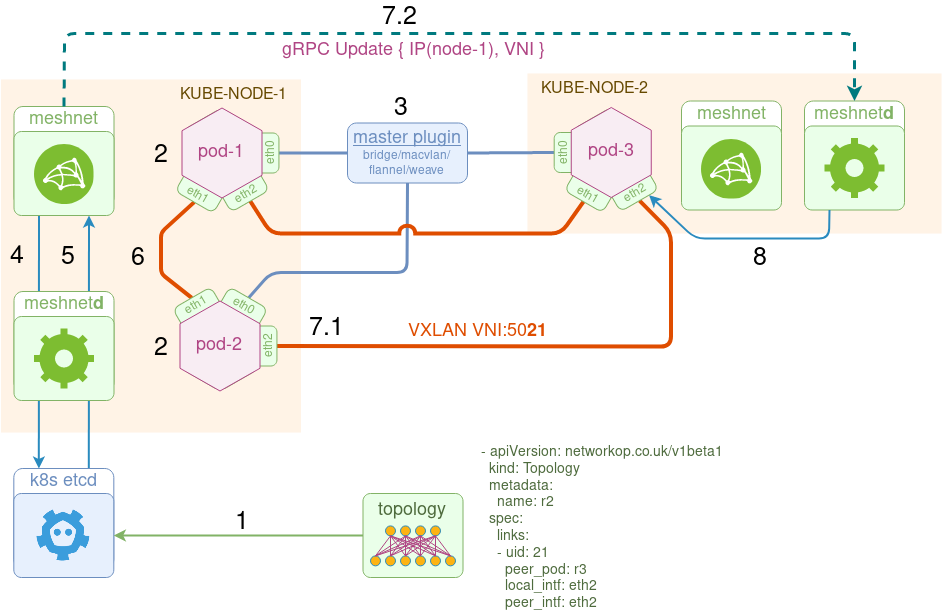 7.2
gRPC Update { IP(node-1), VNI }
KUBE-NODE-1
KUBE-NODE-2
meshnet
2
pod-1
eth0
eth1
eth2
3
master plugin
bridge/macvlan/
flannel/weave
eth0
pod-3
eth1
eth2
meshnet
meshnetd
4
5
6
8
meshnetd
2
eth1
eth0
pod-2
eth2
7.1
VXLAN VNI:5021
k8s etcd
1
topology
- apiVersion: networkop.co.uk/v1beta1
kind: Topology
metadata:
name: r2
spec:
links:
- uid: 21
peer_pod: r3
local_intf: eth2
peer_intf: eth2